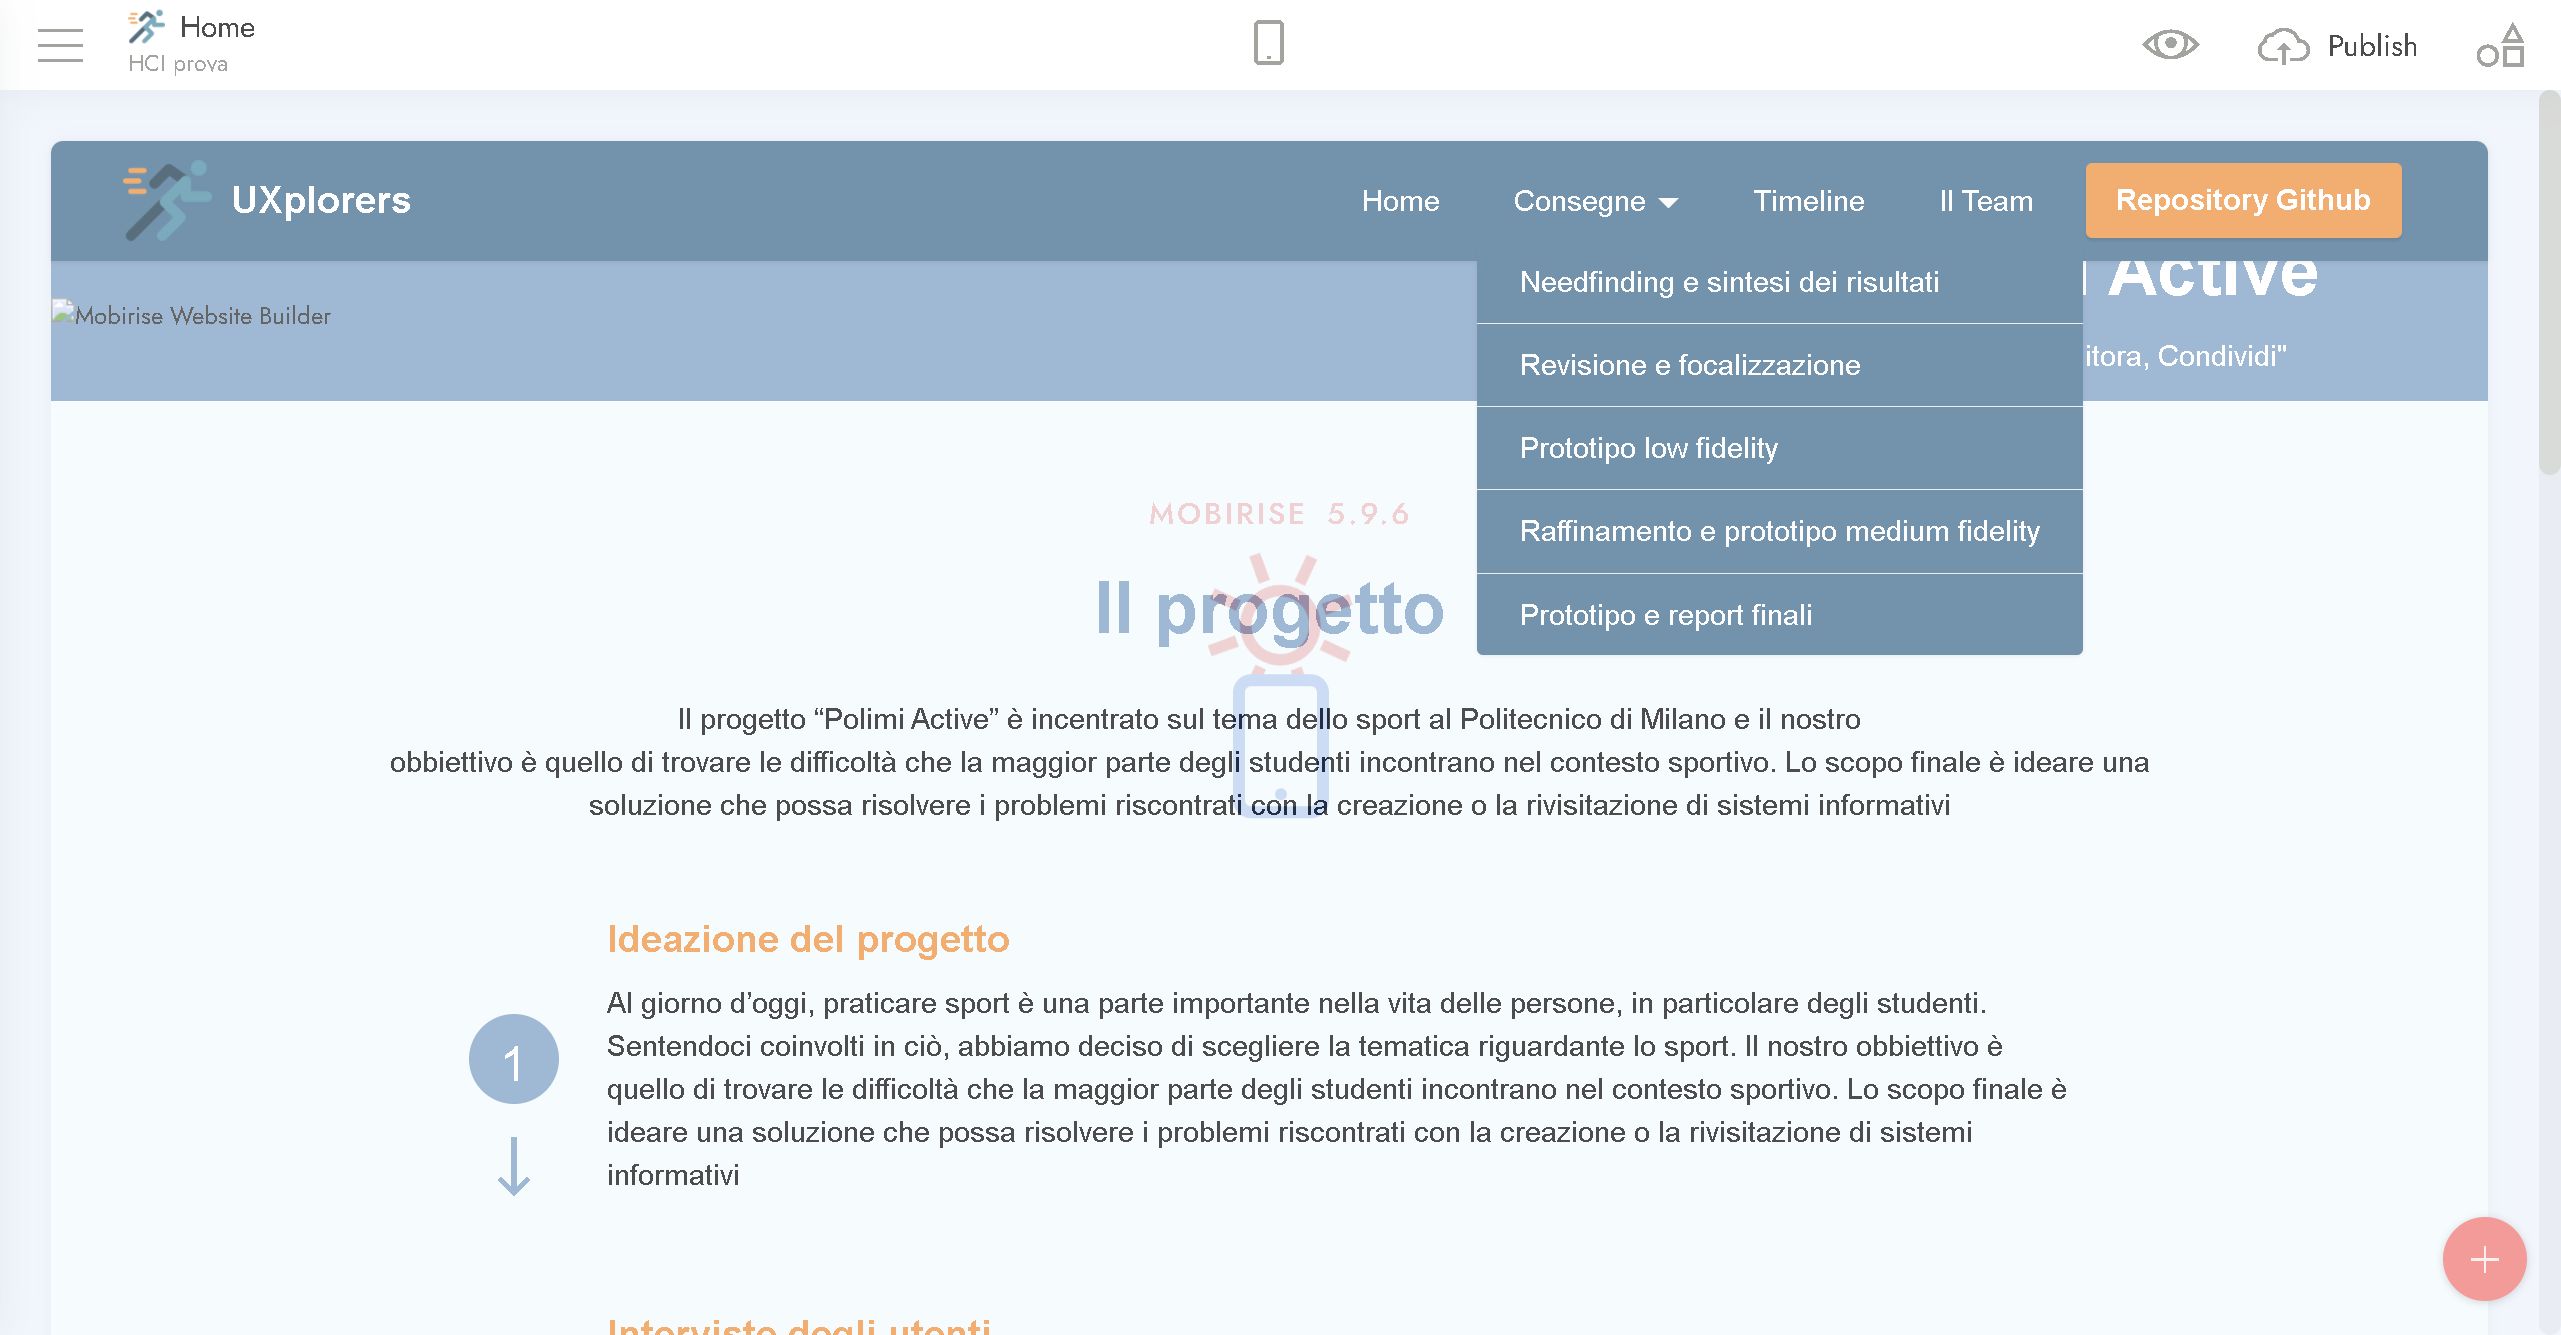 Home
HCI prova
Publish
UXplorers
Home
Consegne
Timeline
Il Team
Repository Github
Needfinding e sintesi dei risultati
Revisione e focalizzazione
Prototipo low fidelity
Raffinamento e prototipo medium fidelity
Prototipo e report finali
Active
Mobirise Website Builder
itora, Condividi"
MOBIRISE 5.9.6
Il progetto
Il progetto “Polimi Active” è incentrato sul tema dello sport al Politecnico di Milano e il nostro
obbiettivo è quello di trovare le difficoltà che la maggior parte degli studenti incontrano nel contesto sportivo. Lo scopo finale è ideare una
soluzione che possa risolvere i problemi riscontrati con la creazione o la rivisitazione di sistemi informativi
Ideazione del progetto
1
Al giorno d’oggi, praticare sport è una parte importante nella vita delle persone, in particolare degli studenti.
Sentendoci coinvolti in ciò, abbiamo deciso di scegliere la tematica riguardante lo sport. Il nostro obbiettivo è
quello di trovare le difficoltà che la maggior parte degli studenti incontrano nel contesto sportivo. Lo scopo finale è
ideare una soluzione che possa risolvere i problemi riscontrati con la creazione o la rivisitazione di sistemi
informativi
Interviste degli utenti